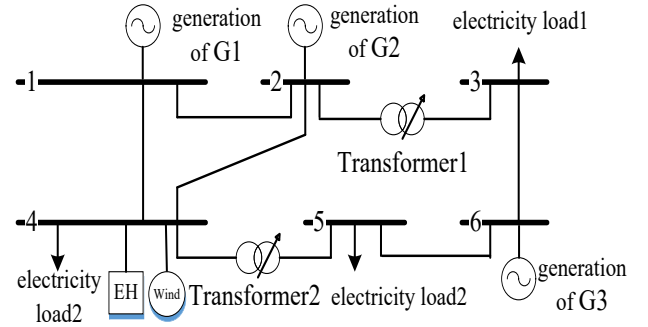 generation
of G1
generation
of G2
electricity load1
1
2
3
Transformer1
4
5
6
electricity
load2
EH
Wind
Transformer2
electricity load2
generation
of G3